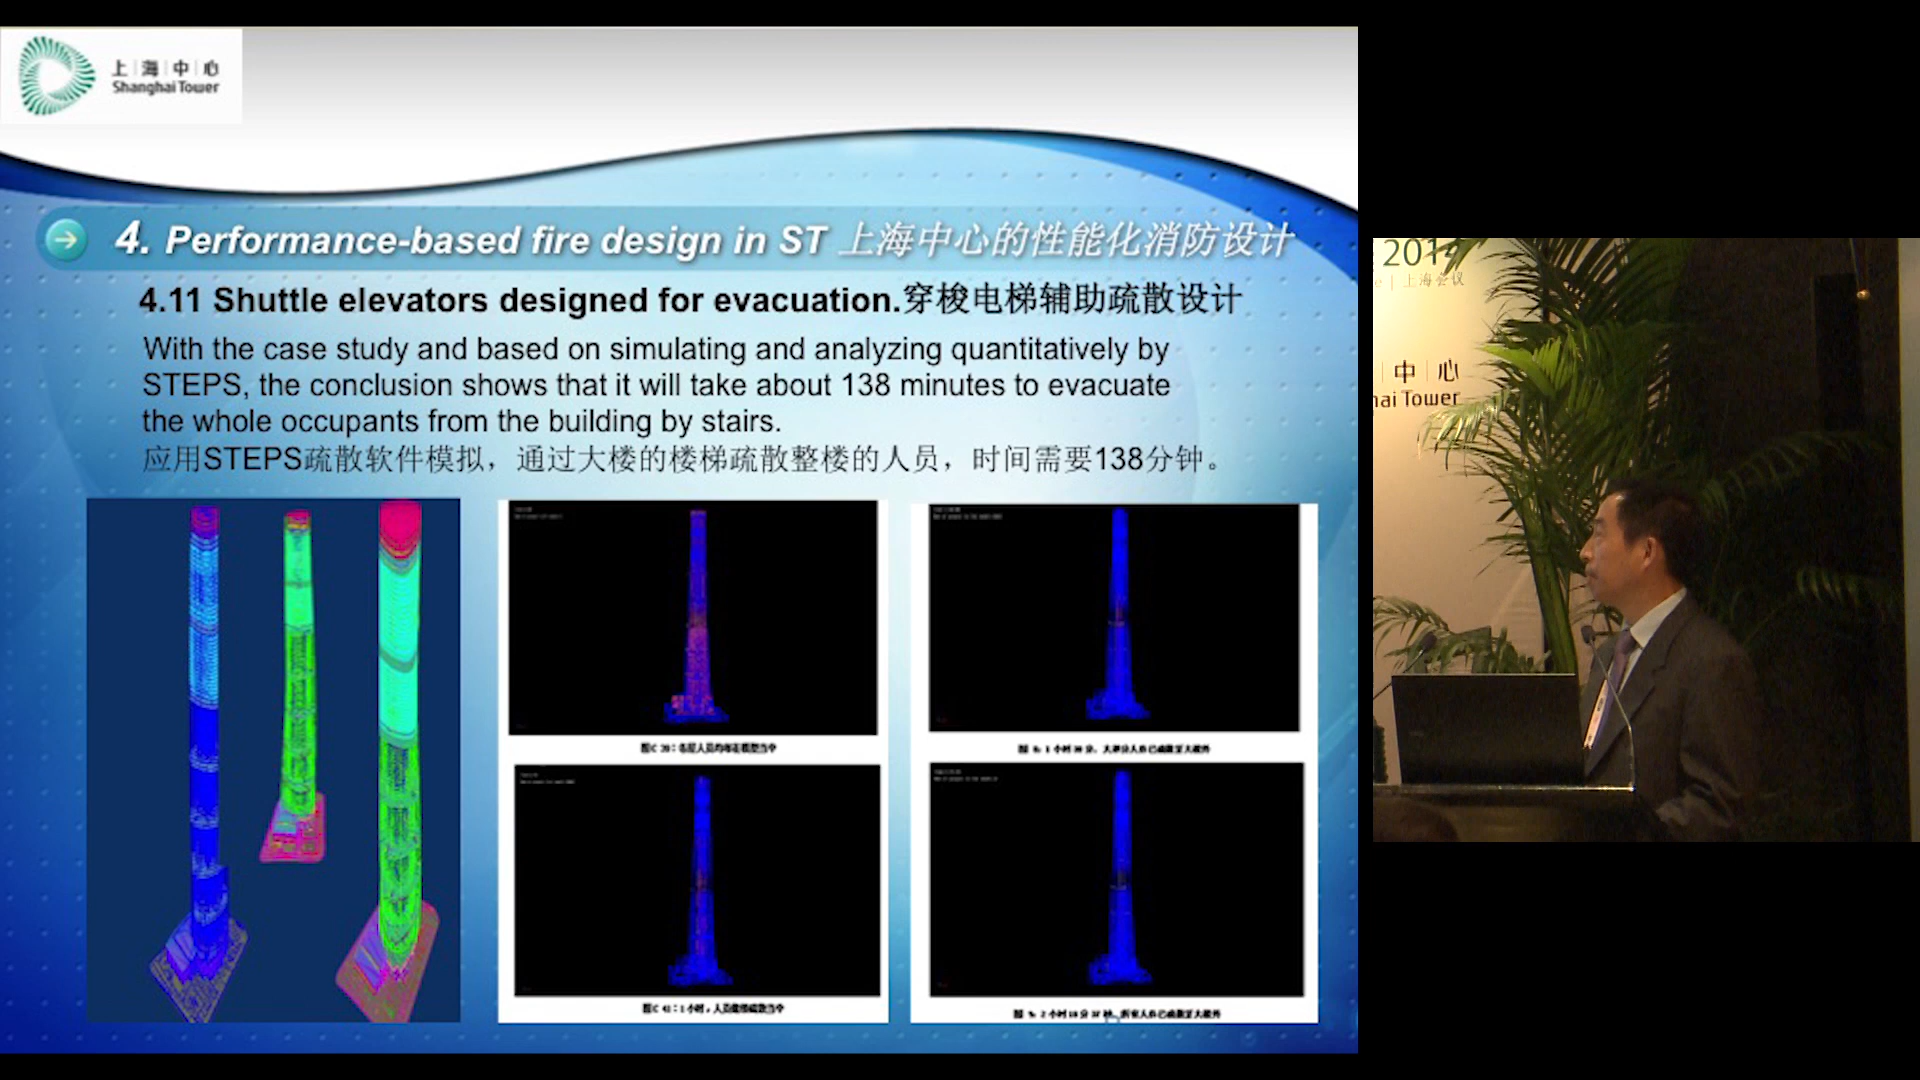 上海中心
Shanghai Tower
4. Performance-based fire design in ST 上海中心的性能化消防设计
4.11 Shuttle elevators designed for evacuation.穿梭电梯辅助疏散设计
With the case study and based on simulating and analyzing quantitatively by
STEPS, the conclusion shows that it will take about 138 minutes to evacuate
the whole occupants from the building by stairs.
应用STEPS疏散软件模拟，通过大楼的楼梯疏散整楼的人员，时间需要138分钟。
2014
上海会议
中心
hai Tower